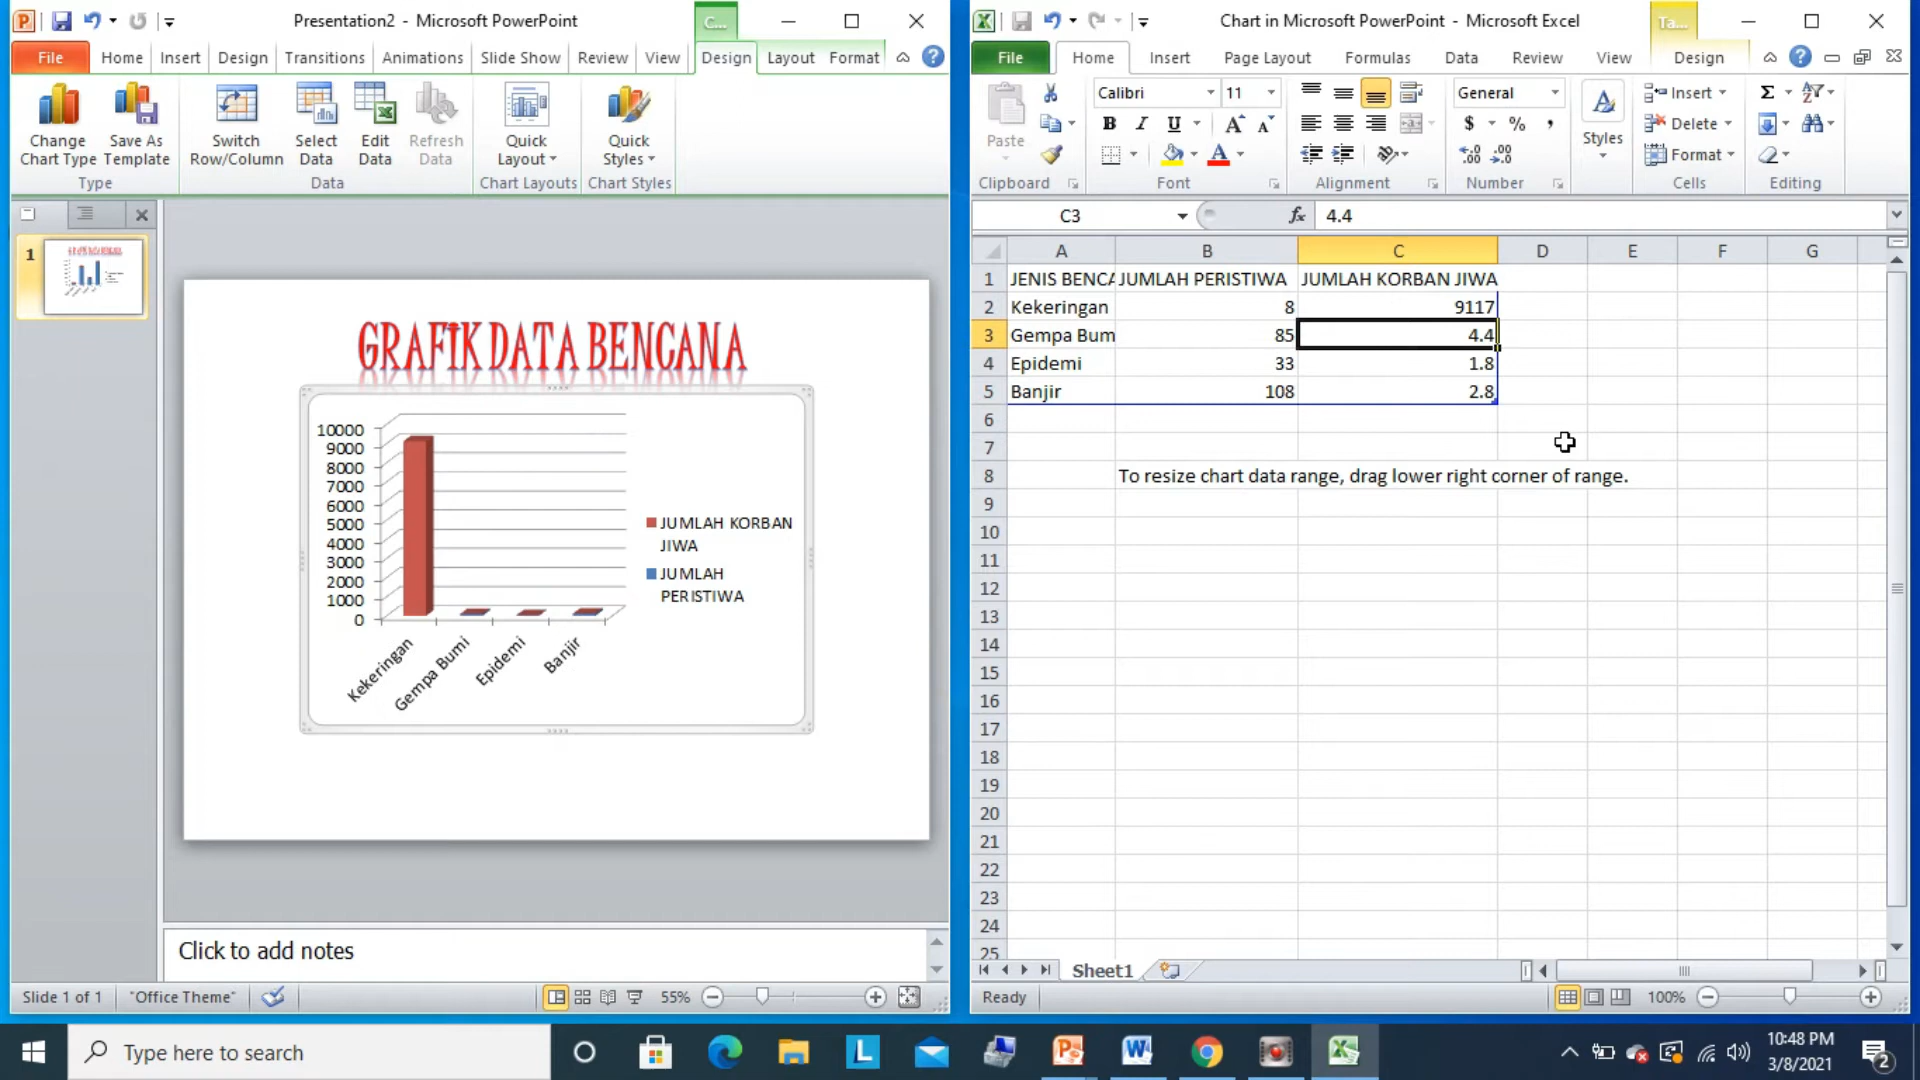 Presentation2 - Microsoft PowerPoint
C...
File Home Insert Design Transitions Animations Slide Show Review View Design Layout Format
Change Chart Type
Save As Template
Switch Row/Column
Select Data
Edit Data
Refresh Data
Quick Layout
Quick Styles
Type
Data
Chart Layouts
Chart Styles
1
GRAFIK DATA BENCANA
10000
9000
8000
7000
6000
5000
4000
3000
2000
1000
0
Kekeringan
Gempa Bumi
Epidemi
Banjir
JUMLAH KORBAN
JIWA
JUMLAH
PERISTIWA
Click to add notes
Slide 1 of 1 "Office Theme" 55%
Chart in Microsoft PowerPoint - Microsoft Excel
Ta...
File Home Insert Page Layout Formulas Data Review View Design
Paste
Calibri 11
B I U A A
A
General
$ % ,
Styles
Insert
Delete
Format
Σ
Clipboard Font Alignment Number Cells Editing
C3 fx 4.4
A B C D E F G
1 JENIS BENCA JUMLAH PERISTIWA JUMLAH KORBAN JIWA
2 Kekeringan 8 9117
3 Gempa Bum 85 4.4
4 Epidemi 33 1.8
5 Banjir 108 2.8
6
7
8 To resize chart data range, drag lower right corner of range.
9
10
11
12
13
14
15
16
17
18
19
20
21
22
23
24
25
Sheet1
Ready 100%
Type here to search
10:48 PM
3/8/2021
2